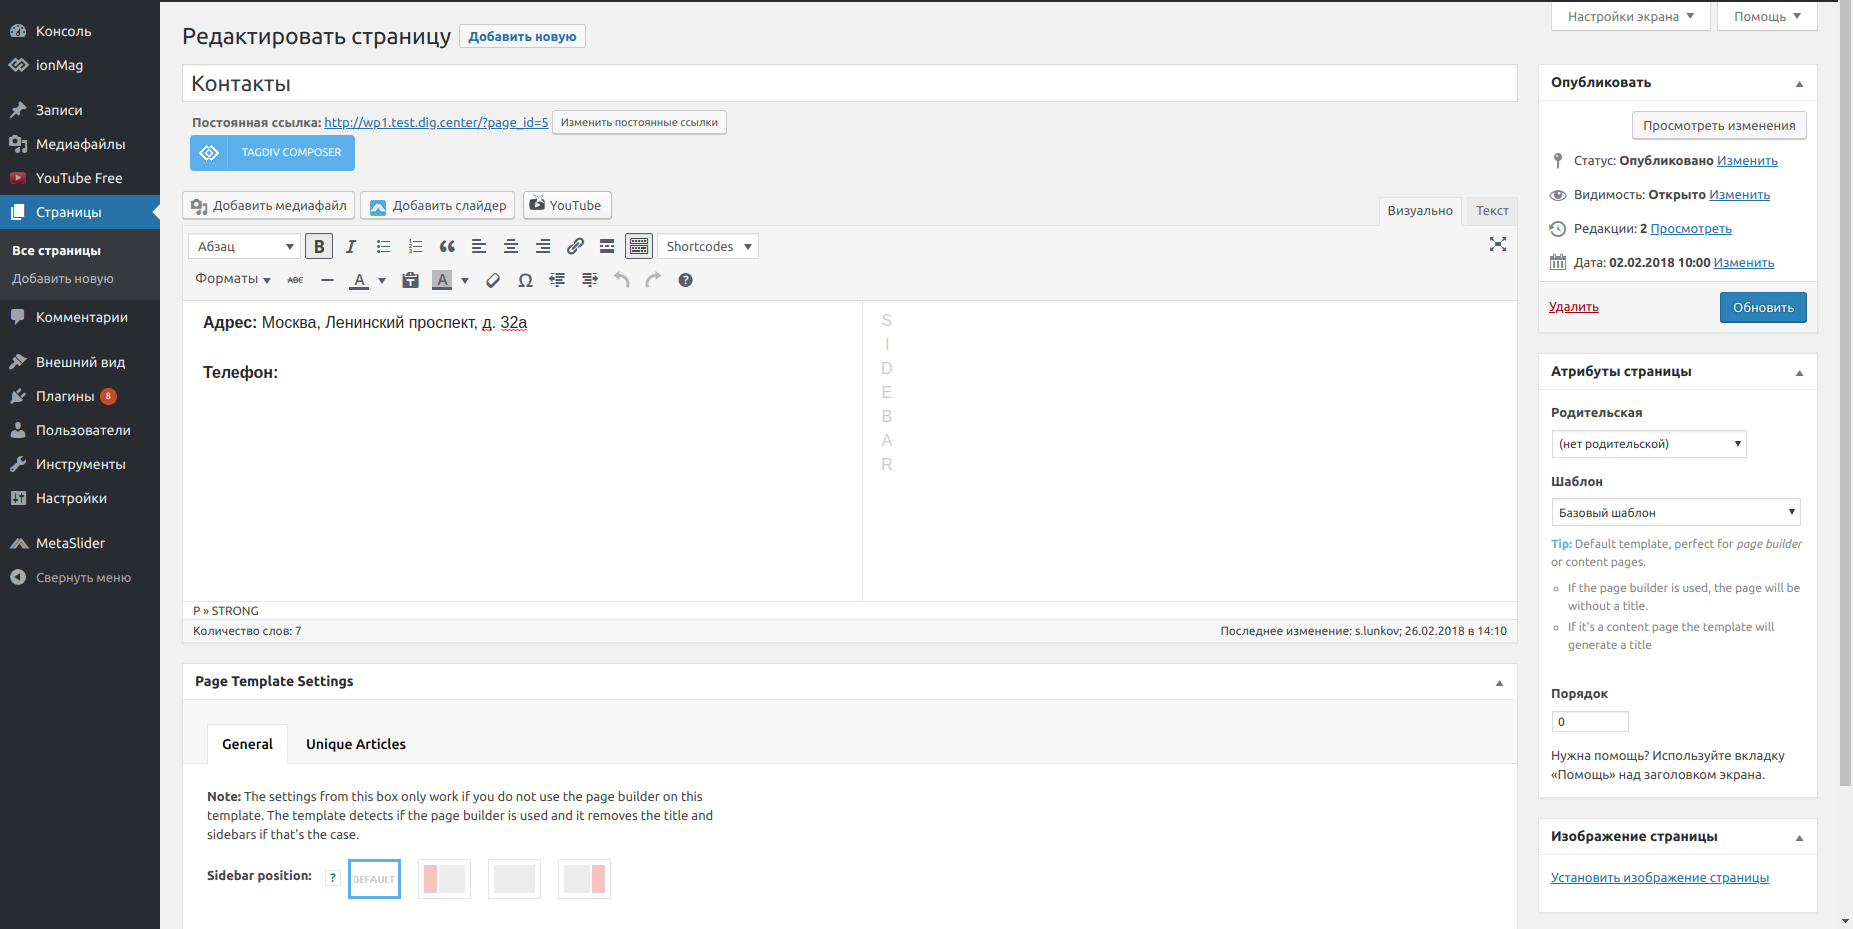 Консоль
ionMag
Записи
Медиафайлы
YouTube Free
Страницы
Все страницы
Добавить новую
Комментарии
Внешний вид
Плагины 8
Пользователи
Инструменты
Настройки
MetaSlider
Свернуть меню
Настройки экрана
Помощь
Редактировать страницу Добавить новую
Контакты
Постоянная ссылка: http://wp1.test.dig.center/?page_id=5 Изменить постоянные ссылки
TAGDIV COMPOSER
Добавить медиафайл Добавить слайдер YouTube
Визуально Текст
Абзац B I Shortcodes
Форматы ABC A A Ω
Адрес: Москва, Ленинский проспект, д. 32а
Телефон:
S
I
D
E
B
A
R
P » STRONG
Количество слов: 7
Последнее изменение: s.lunkov; 26.02.2018 в 14:10
Page Template Settings
General Unique Articles
Note: The settings from this box only work if you do not use the page builder on this
template. The template detects if the page builder is used and it removes the title and
sidebars if that's the case.
Sidebar position: ? DEFAULT
Опубликовать
Просмотреть изменения
Статус: Опубликовано Изменить
Видимость: Открыто Изменить
Редакции: 2 Просмотреть
Дата: 02.02.2018 10:00 Изменить
Удалить Обновить
Атрибуты страницы
Родительская
(нет родительской)
Шаблон
Базовый шаблон
Tip: Default template, perfect for page builder
or content pages.
If the page builder is used, the page will be
without a title.
If it's a content page the template will
generate a title
Порядок
0
Нужна помощь? Используйте вкладку
«Помощь» над заголовком экрана.
Изображение страницы
Установить изображение страницы